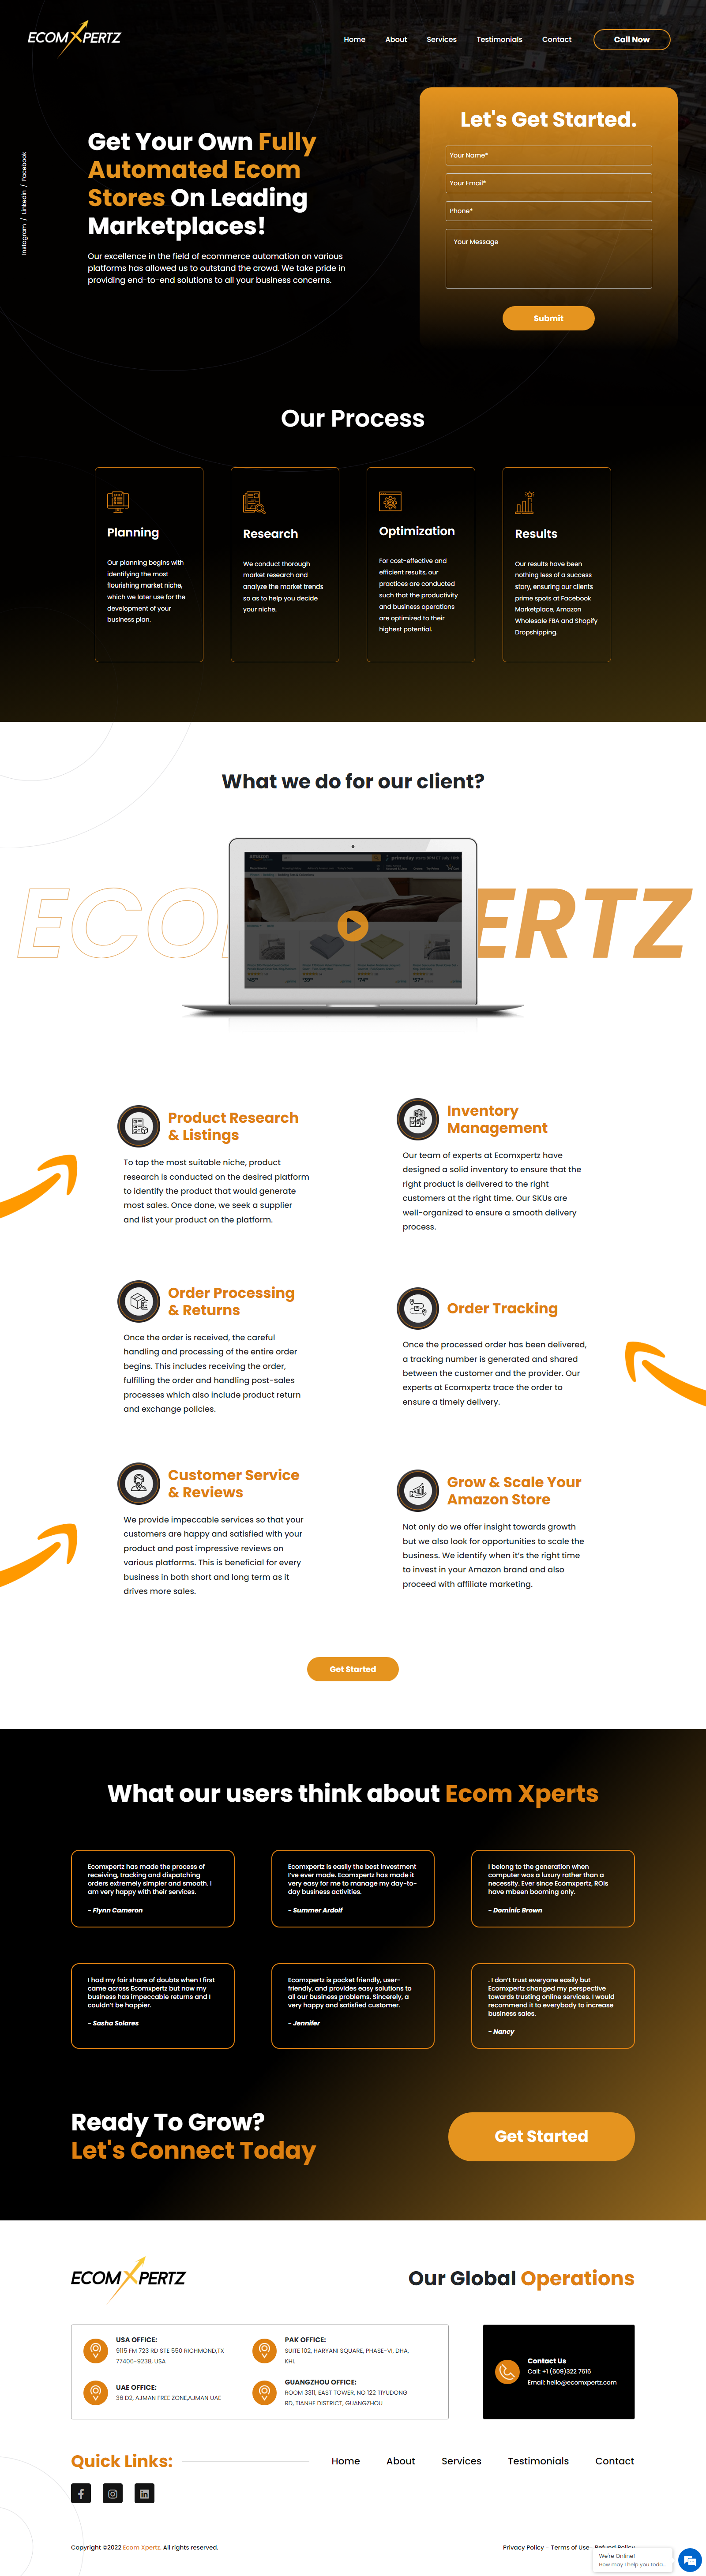 ECOMXPERTZ
Home About Services Testimonials Contact Call Now
Instagram / Linkedin / Facebook
Get Your Own Fully
Automated Ecom
Stores On Leading
Marketplaces!
Our excellence in the field of ecommerce automation on various
platforms has allowed us to outstand the crowd. We take pride in
providing end-to-end solutions to all your business concerns.
Let's Get Started.
Your Name*
Your Email*
Phone*
Your Message
Submit
Our Process
Planning
Our planning begins with
identifying the most
flourishing market niche,
which we later use for the
development of your
business plan.
Research
We conduct thorough
market research and
analyze the market trends
so as to help you decide
your niche.
Optimization
For cost-effective and
efficient results, our
practices are conducted
such that the productivity
and business operations
are optimized to their
highest potential.
Results
Our results have been
nothing less of a success
story, ensuring our clients
prime spots at Facebook
Marketplace, Amazon
Wholesale FBA and Shopify
Dropshipping.
What we do for our client?
ECO
ERTZ
amazon
Product Research
& Listings
To tap the most suitable niche, product
research is conducted on the desired platform
to identify the product that would generate
most sales. Once done, we seek a supplier
and list your product on the platform.
Inventory
Management
Our team of experts at Ecomxpertz have
designed a solid inventory to ensure that the
right product is delivered to the right
customers at the right time. Our SKUs are
well-organized to ensure a smooth delivery
process.
Order Processing
& Returns
Once the order is received, the careful
handling and processing of the entire order
begins. This includes receiving the order,
fulfilling the order and handling post-sales
processes which also include product return
and exchange policies.
Order Tracking
Once the processed order has been delivered,
a tracking number is generated and shared
between the customer and the provider. Our
experts at Ecomxpertz trace the order to
ensure a timely delivery.
Customer Service
& Reviews
We provide impeccable services so that your
customers are happy and satisfied with your
product and post impressive reviews on
various platforms. This is beneficial for every
business in both short and long term as it
drives more sales.
Grow & Scale Your
Amazon Store
Not only do we offer insight towards growth
but we also look for opportunities to scale the
business. We identify when it's the right time
to invest in your Amazon brand and also
proceed with affiliate marketing.
Get Started
What our users think about Ecom Xperts
Ecomxpertz has made the process of
receiving, tracking and dispatching
orders extremely simpler and smooth. I
am very happy with their services.
- Flynn Cameron
Ecomxpertz is easily the best investment
I've ever made. Ecomxpertz has made it
very easy for me to manage my day-to-
day business activities.
- Summer Ardolf
I belong to the generation when
computer was a luxury rather than a
necessity. Ever since Ecomxpertz, ROIs
have mbeen booming only.
- Dominic Brown
I had my fair share of doubts when I first
came across Ecomxpertz but now my
business has impeccable returns and I
couldn't be happier.
- Sasha Solares
Ecomxpertz is pocket friendly, user-
friendly, and provides easy solutions to
all our business problems. Sincerely, a
very happy and satisfied customer.
- Jennifer
. I don't trust everyone easily but
Ecomxpertz changed my perspective
towards trusting online services. I would
recommend it to everybody to increase
business sales.
- Nancy
Ready To Grow?
Let's Connect Today
Get Started
ECOMXPERTZ
Our Global Operations
USA OFFICE:
9115 FM 723 RD STE 550 RICHMOND,TX
77406-9238, USA
PAK OFFICE:
SUITE 102, HARYANI SQUARE, PHASE-VI, DHA,
KHI.
UAE OFFICE:
36 D2, AJMAN FREE ZONE,AJMAN UAE
GUANGZHOU OFFICE:
ROOM 3311, EAST TOWER, NO.122 TIYUDONG
RD, TIANHE DISTRICT, GUANGZHOU
Contact Us
Call: +1 (609)322 7616
Email: hello@ecomxpertz.com
Quick Links:
Home About Services Testimonials Contact
Copyright ©2022 Ecom Xpertz. All rights reserved.
Privacy Policy - Terms of Use- Refund Policy
We're Online!
How may I help you toda...